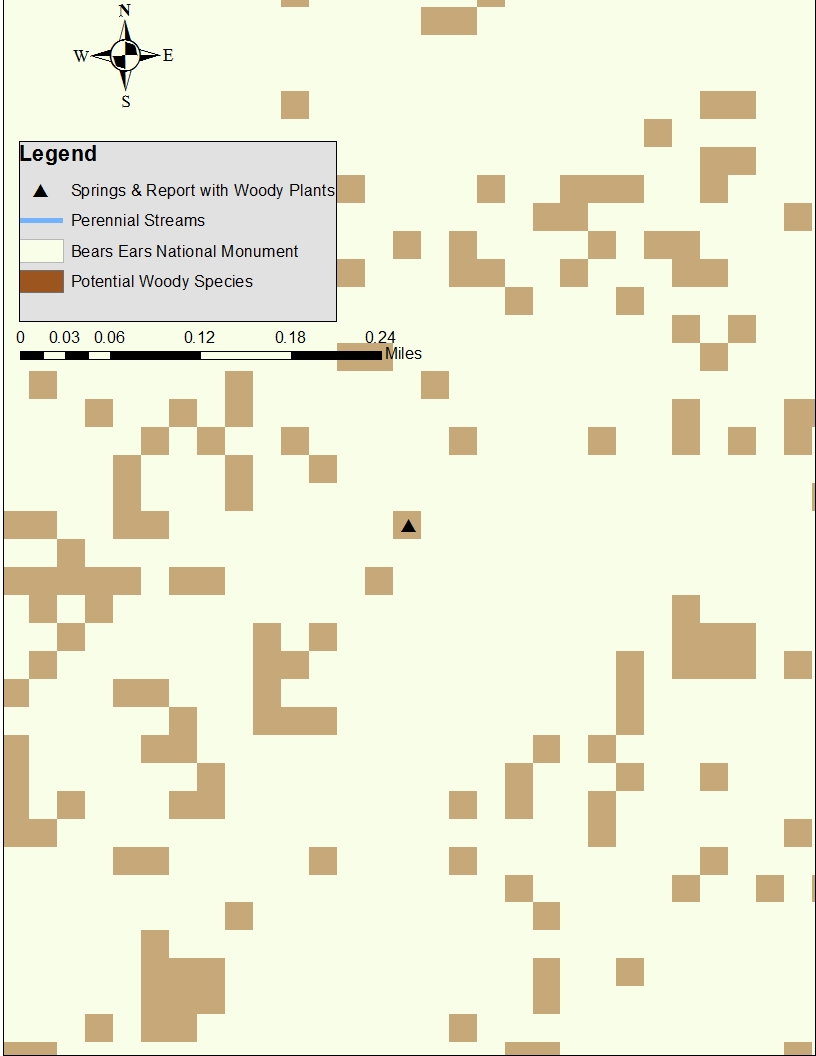 N
W E
S
Legend
Springs & Report with Woody Plants
Perennial Streams
Bears Ears National Monument
Potential Woody Species
0 0.03 0.06 0.12 0.18 0.24
Miles